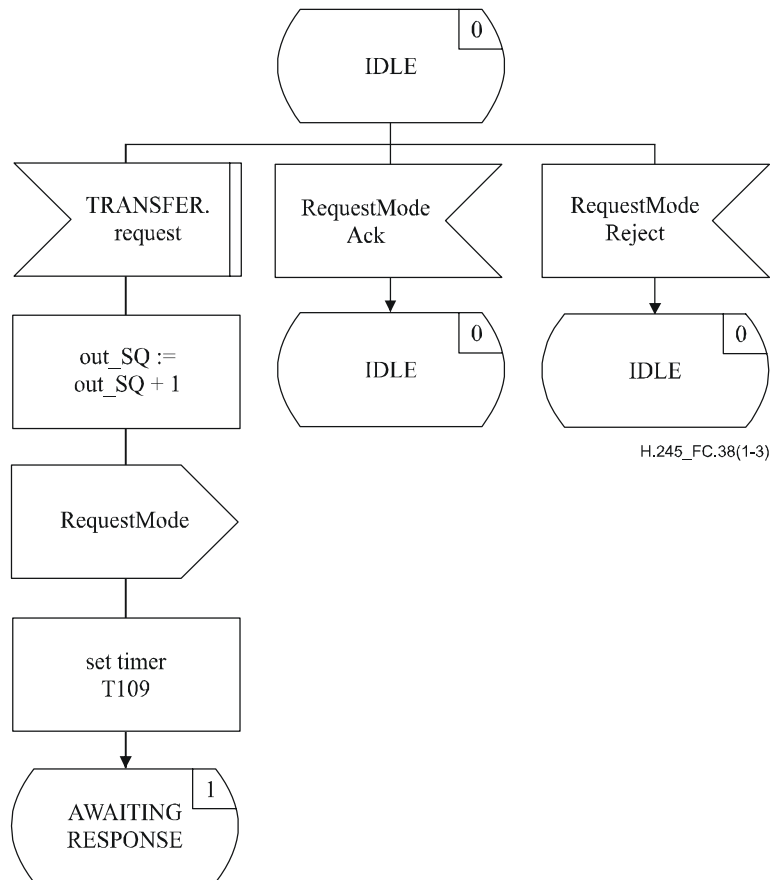 0
IDLE
TRANSFER.
request
RequestMode
Ack
RequestMode
Reject
out_SQ :=
out_SQ + 1
0
IDLE
0
IDLE
H.245_FC.38(1-3)
RequestMode
set timer
T109
1
AWAITING
RESPONSE